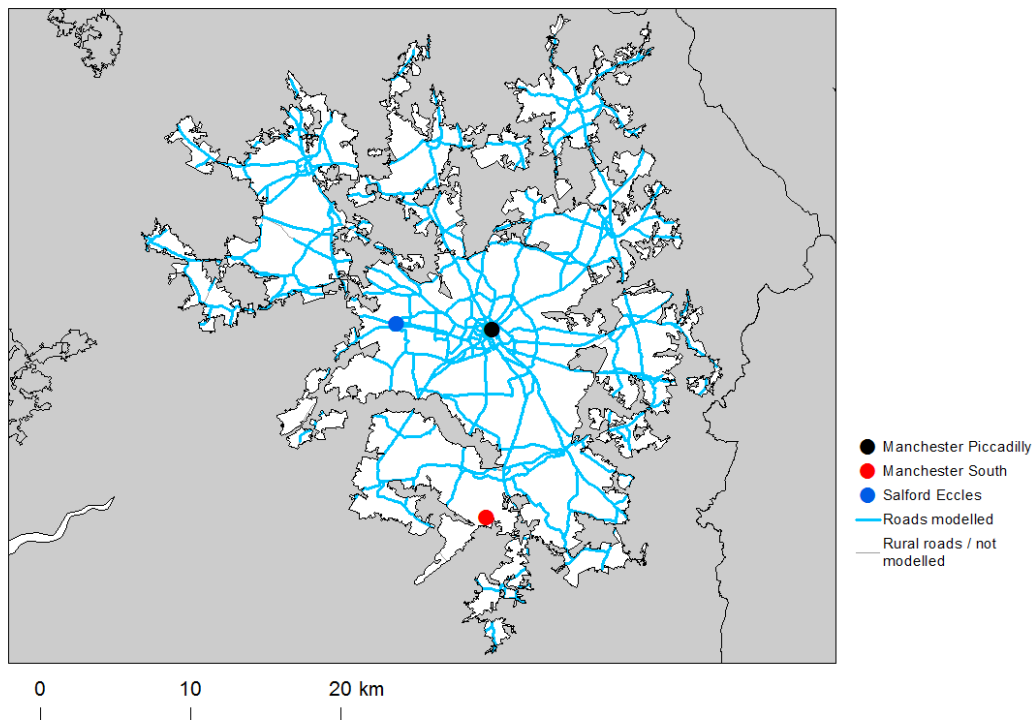 Manchester Piccadilly
Manchester South
Salford Eccles
Roads modelled
Rural roads / not
modelled
0 10 20 km